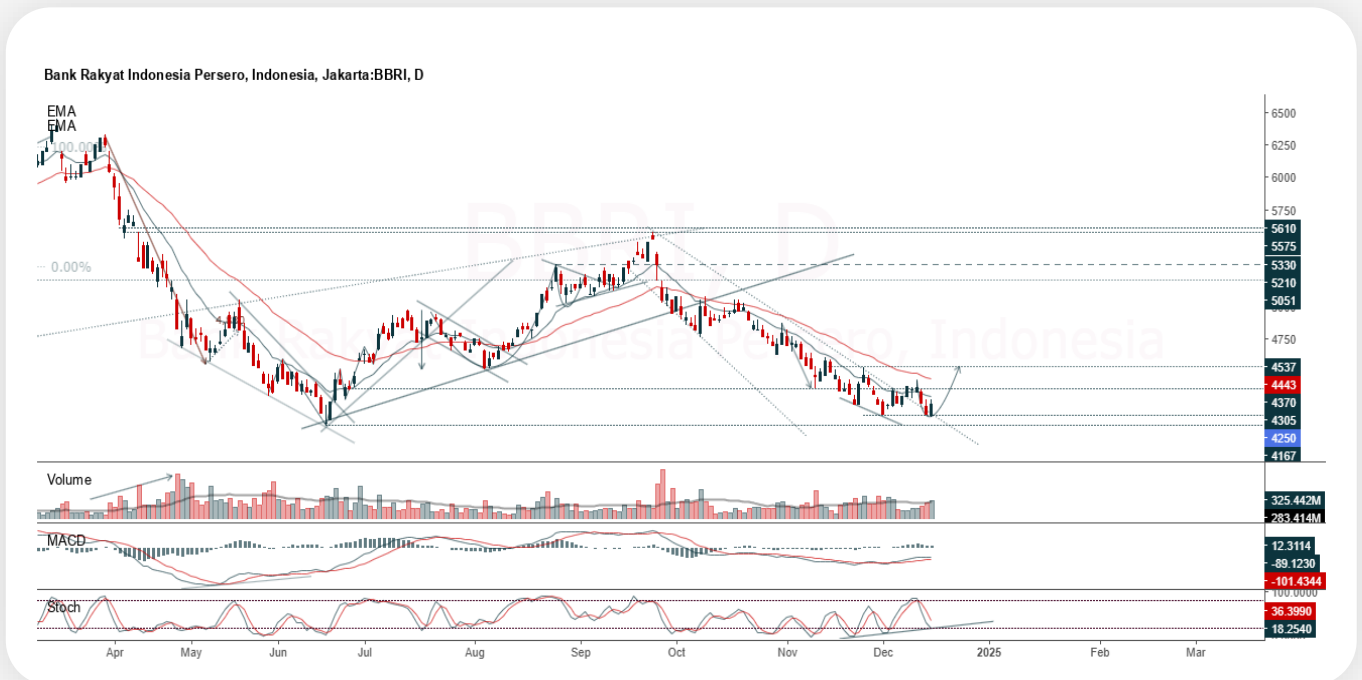 Bank Rakyat Indonesia Persero, Indonesia, Jakarta:BBRI, D
EMA
EMA
100.00%
0.00%
BBRI, D
Bank Rakyat Indonesia Persero, Indonesia
6500
6250
6000
5750
5610
5575
5330
5210
5051
4750
4537
4443
4370
4305
4250
4167
Volume
325.442M
283.414M
MACD
12.3114
-89.1230
-101.4344
Stoch
100.0000
36.3990
18.2540
Apr May Jun Jul Aug Sep Oct Nov Dec 2025 Feb Mar